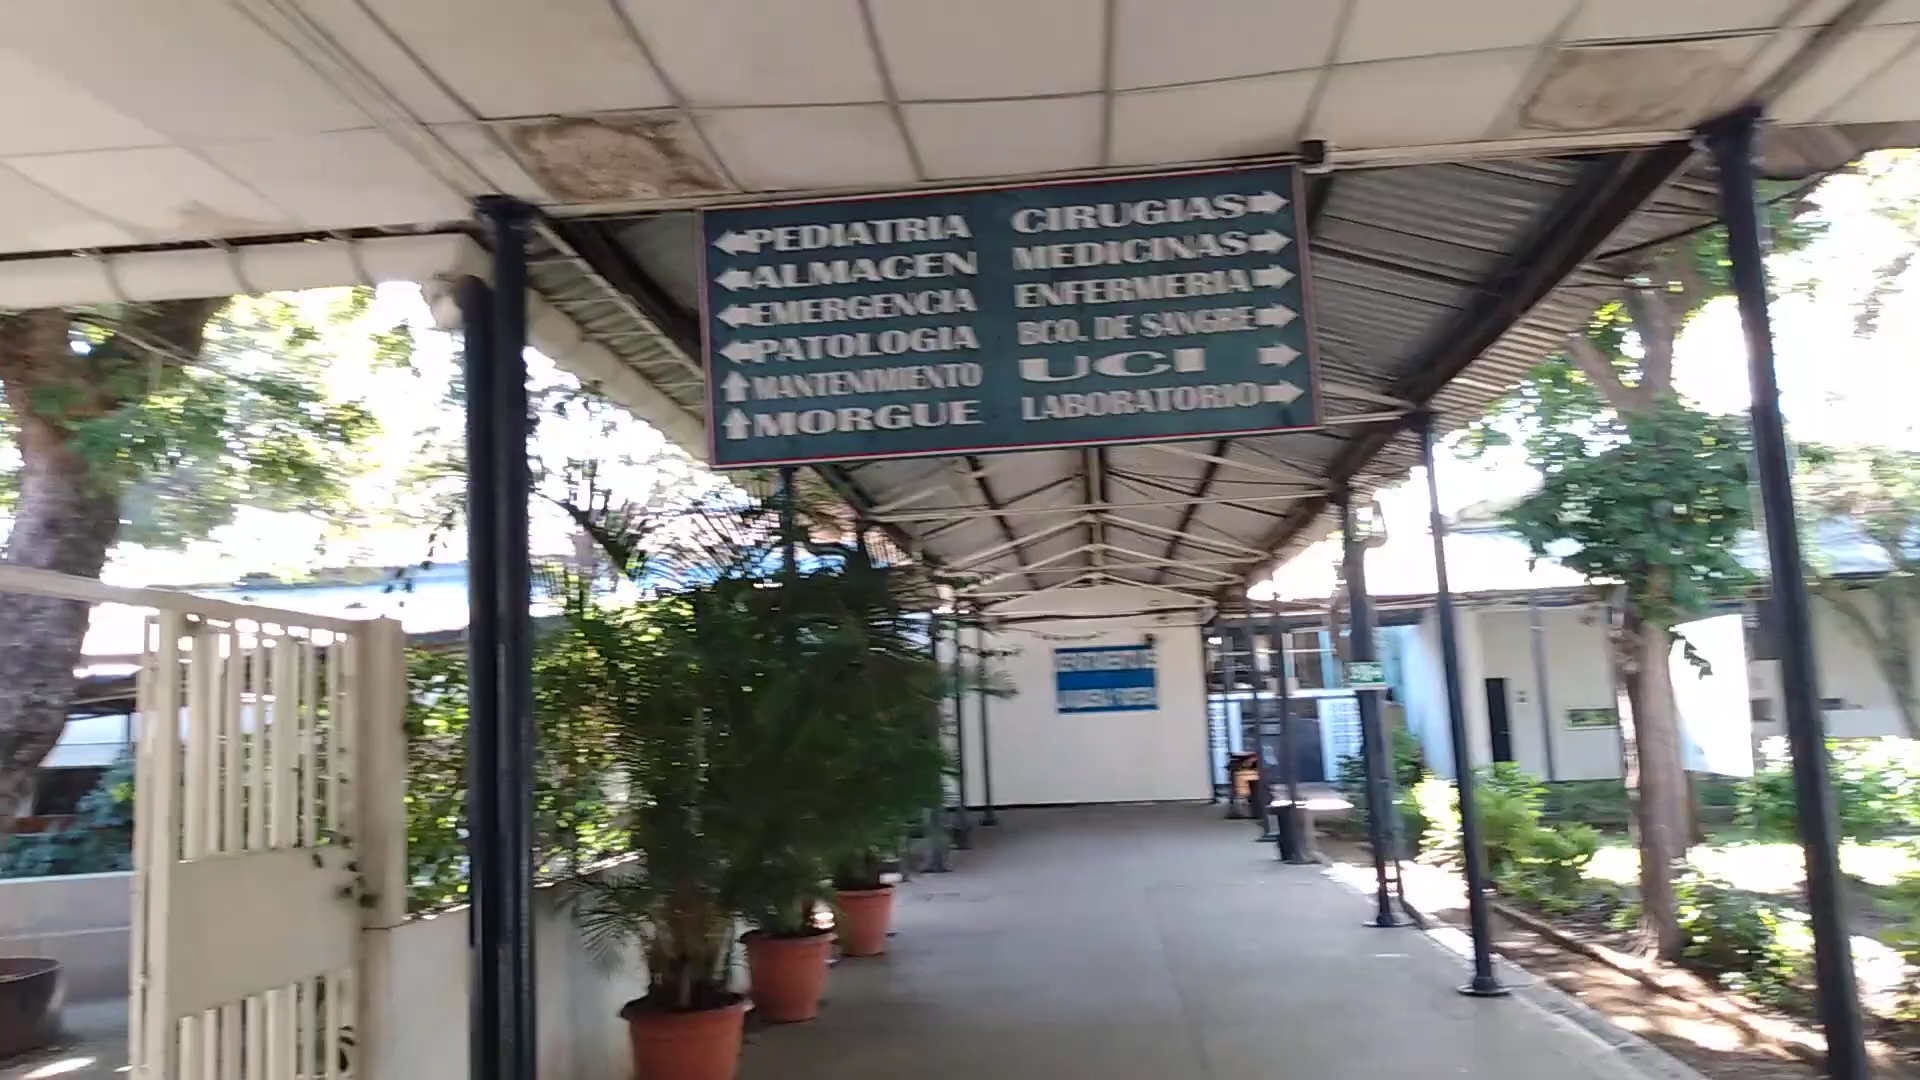 PEDIATRIA
ALMACEN
EMERGENCIA
PATOLOGIA
MANTENIMIENTO
MORGUE
CIRUGIAS
MEDICINAS
ENFERMERIA
BCO. DE SANGRE
UCI
LABORATORIO